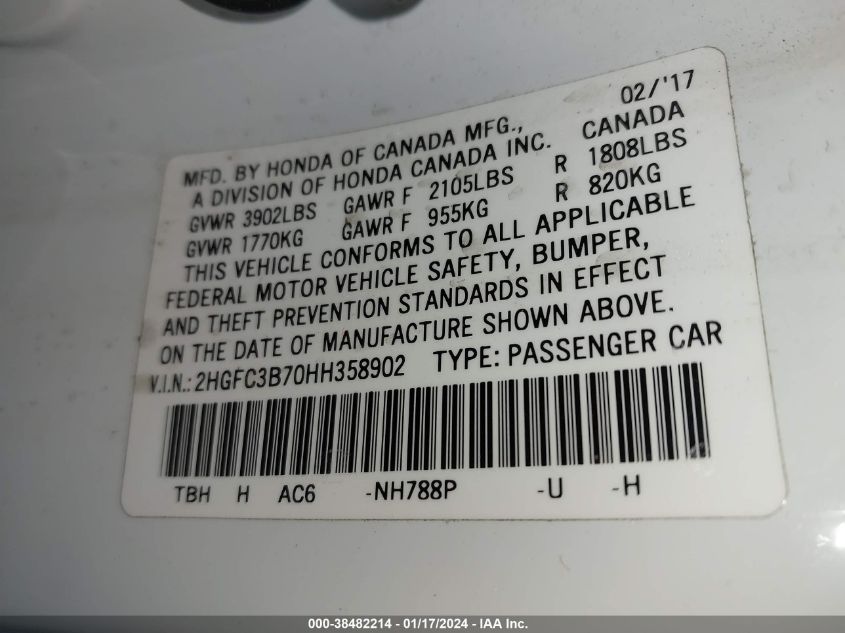 02/'17
MFD. BY HONDA OF CANADA MFG.,
A DIVISION OF HONDA CANADA INC. CANADA
GVWR 3902LBS GAWR F 2105LBS R 1808LBS
GVWR 1770KG GAWR F 955KG R 820KG
THIS VEHICLE CONFORMS TO ALL APPLICABLE
FEDERAL MOTOR VEHICLE SAFETY, BUMPER,
AND THEFT PREVENTION STANDARDS IN EFFECT
ON THE DATE OF MANUFACTURE SHOWN ABOVE.
V.I.N.: 2HGFC3B70HH358902 TYPE: PASSENGER CAR
TBH H AC6 -NH788P -U -H
000-38482214 - 01/17/2024 - IAA Inc.